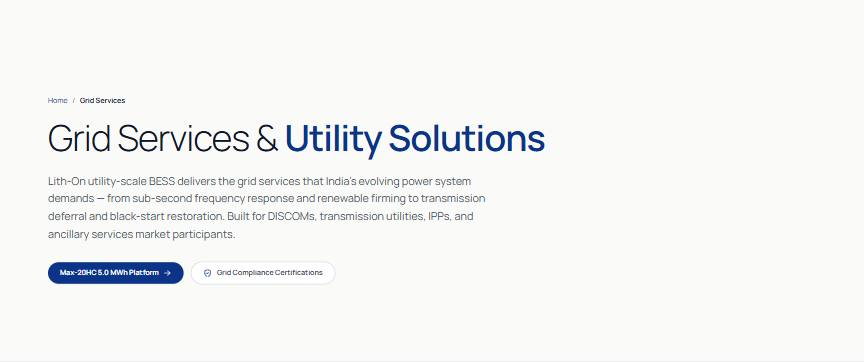 Home / Grid Services
Grid Services & Utility Solutions
Lith-On utility-scale BESS delivers the grid services that India's evolving power system
demands — from sub-second frequency response and renewable firming to transmission
deferral and black-start restoration. Built for DISCOMs, transmission utilities, IPPs, and
ancillary services market participants.
Max-20HC 5.0 MWh Platform →
Grid Compliance Certifications